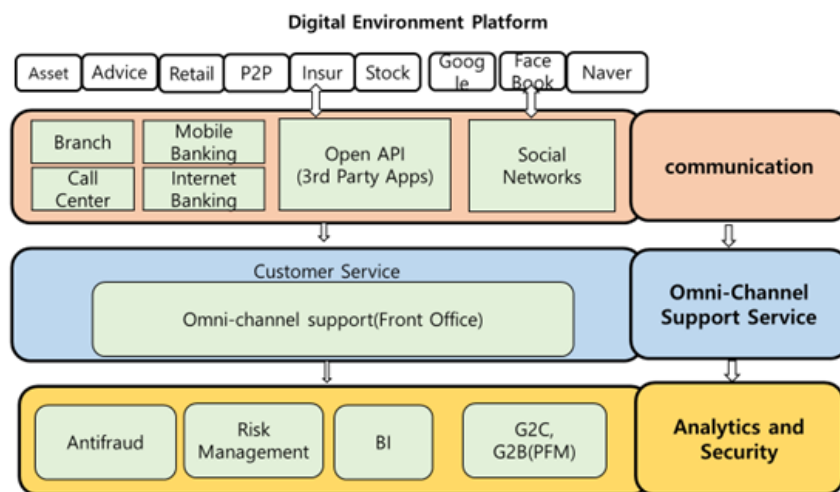 Digital Environment Platform
Asset
Advice
Retail
P2P
Insur
Stock
Goog
le
Face
Book
Naver
Branch
Mobile
Banking
Call
Center
Internet
Banking
Open API
(3rd Party Apps)
Social
Networks
communication
Customer Service
Omni-channel support(Front Office)
Omni-Channel
Support Service
Antifraud
Risk
Management
BI
G2C,
G2B(PFM)
Analytics and
Security